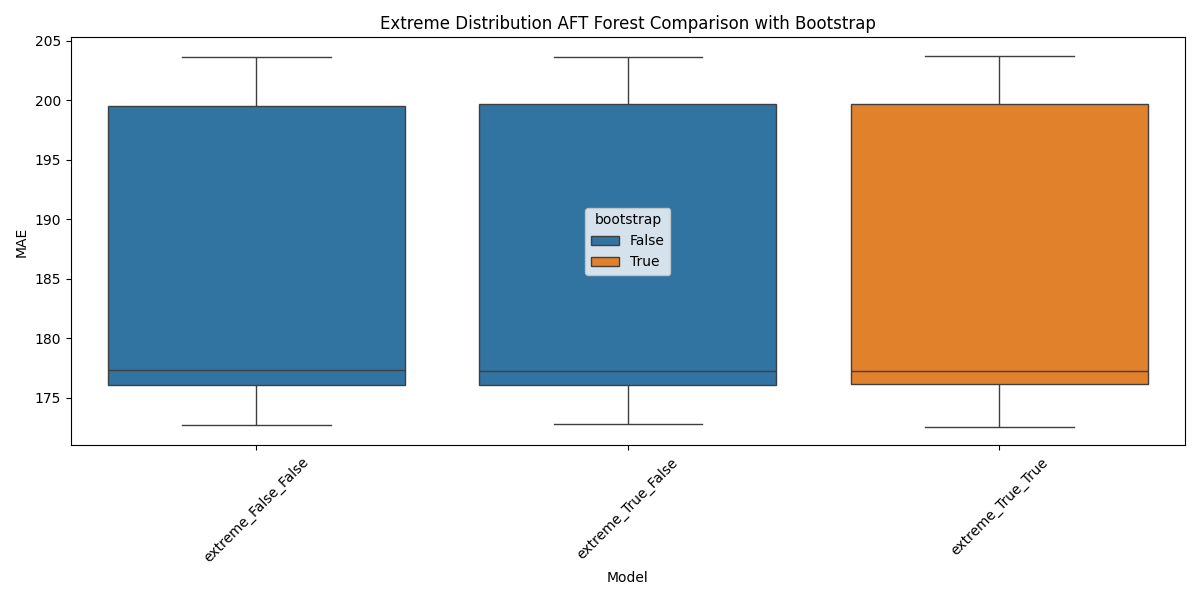 Extreme Distribution AFT Forest Comparison with Bootstrap
205
200
195
190
185
180
175
MAE
bootstrap
False
True
extreme_False_False
extreme_True_False
extreme_True_True
Model